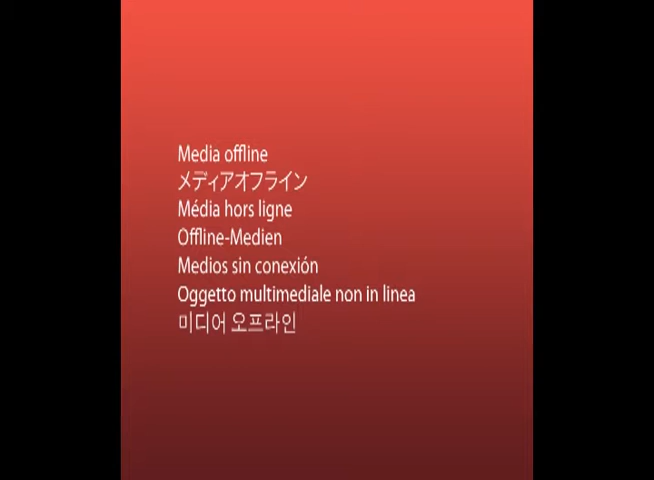 Media offline
メディアオフライン
Média hors ligne
Offline-Medien
Medios sin conexión
Oggetto multimediale non in linea
미디어 오프라인